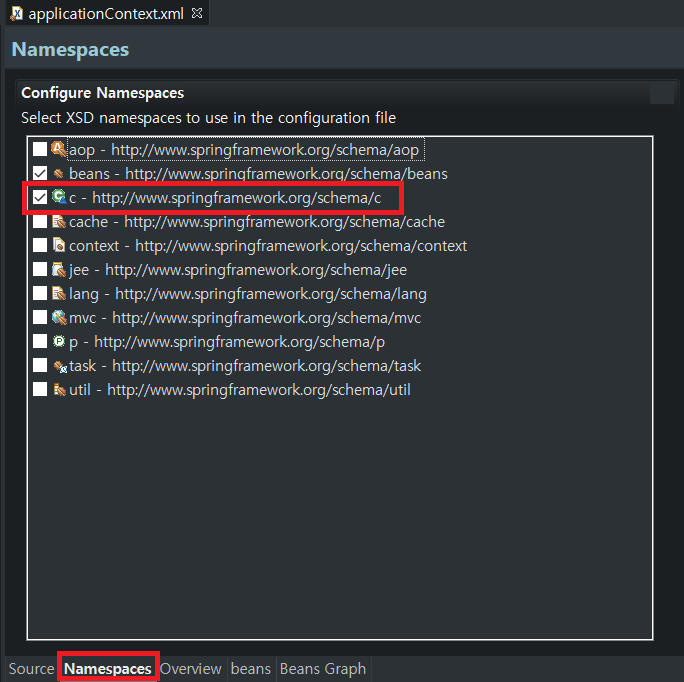 applicationContext.xml
Namespaces
Configure Namespaces
Select XSD namespaces to use in the configuration file
aop - http://www.springframework.org/schema/aop
beans - http://www.springframework.org/schema/beans
c - http://www.springframework.org/schema/c
cache - http://www.springframework.org/schema/cache
context - http://www.springframework.org/schema/context
jee - http://www.springframework.org/schema/jee
lang - http://www.springframework.org/schema/lang
mvc - http://www.springframework.org/schema/mvc
p - http://www.springframework.org/schema/p
task - http://www.springframework.org/schema/task
util - http://www.springframework.org/schema/util
Source Namespaces Overview beans Beans Graph